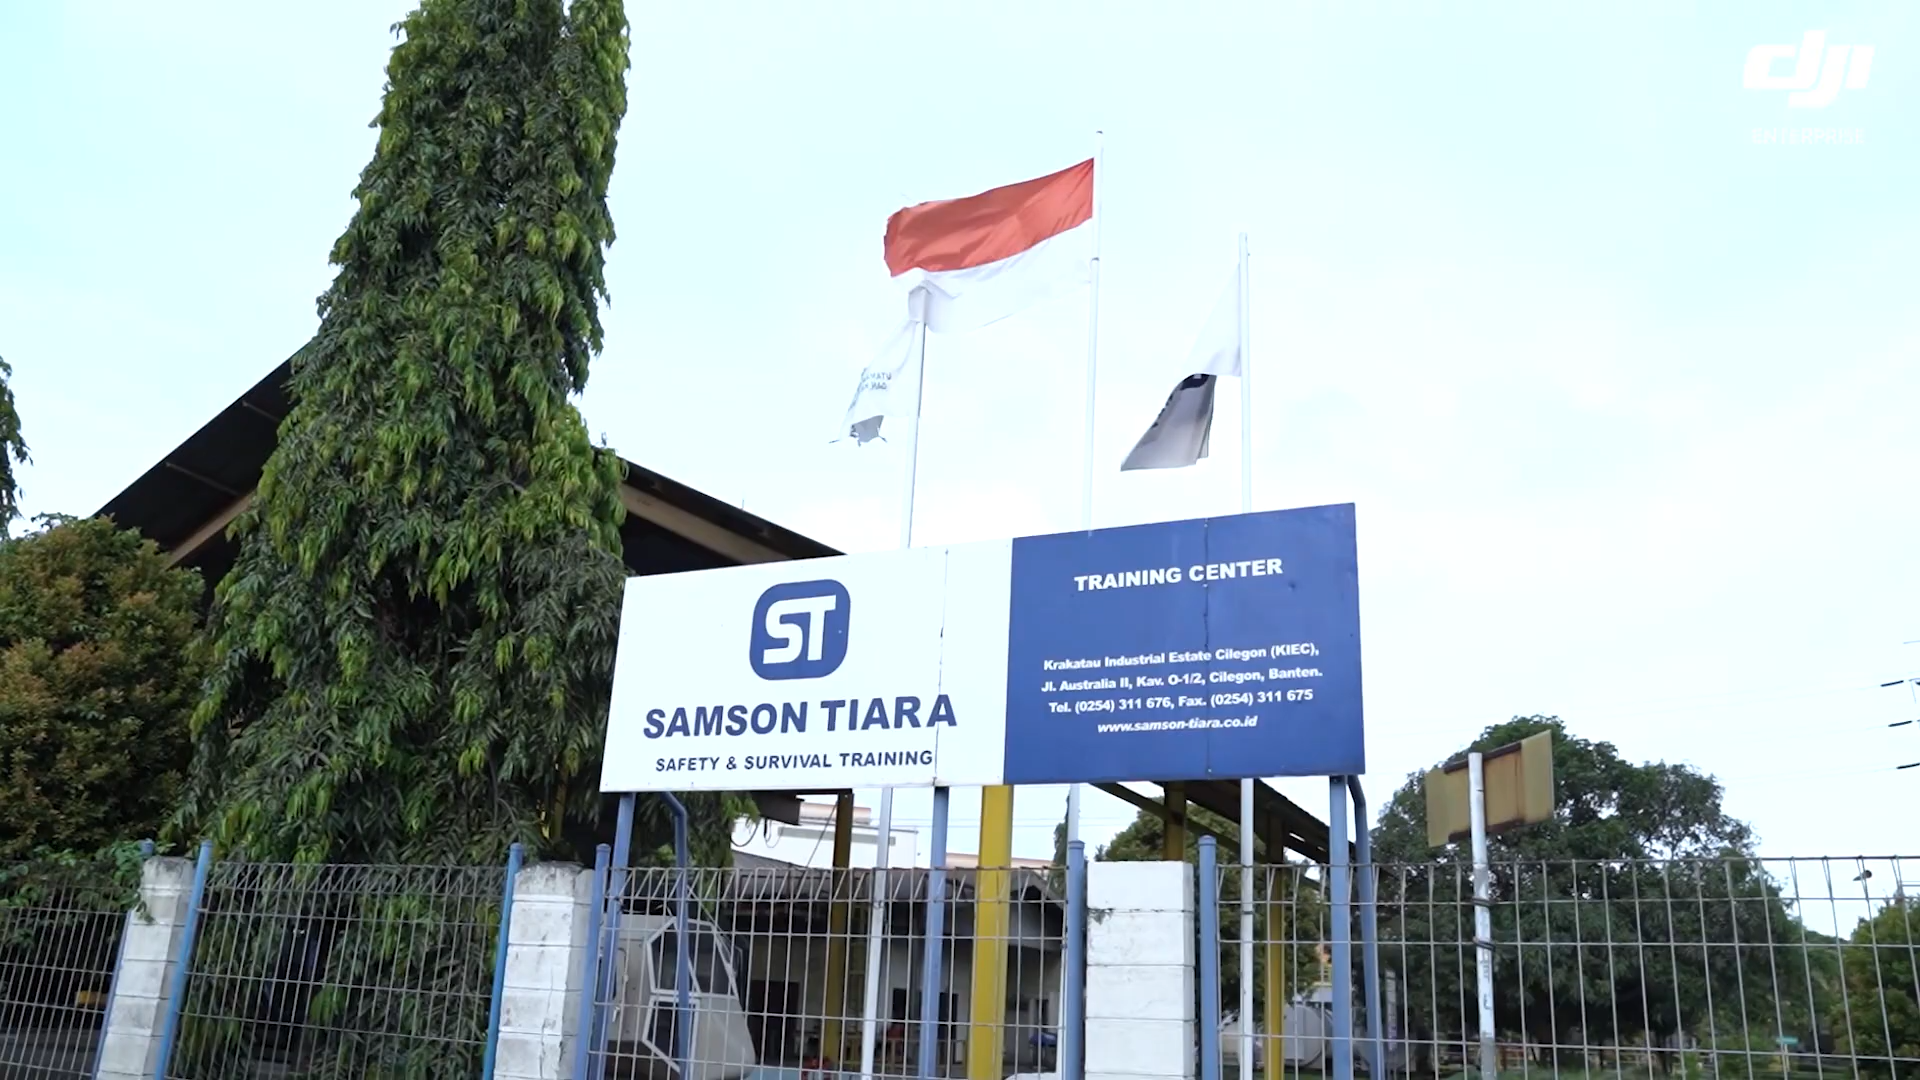 dji
ENTERPRISE
ST
SAMSON TIARA
SAFETY & SURVIVAL TRAINING
TRAINING CENTER
Krakatau Industrial Estate Cilegon (KIEC),
Jl. Australia II, Kav. O-1/2, Cilegon, Banten.
Tel. (0254) 311 676, Fax. (0254) 311 675
www.samson-tiara.co.id